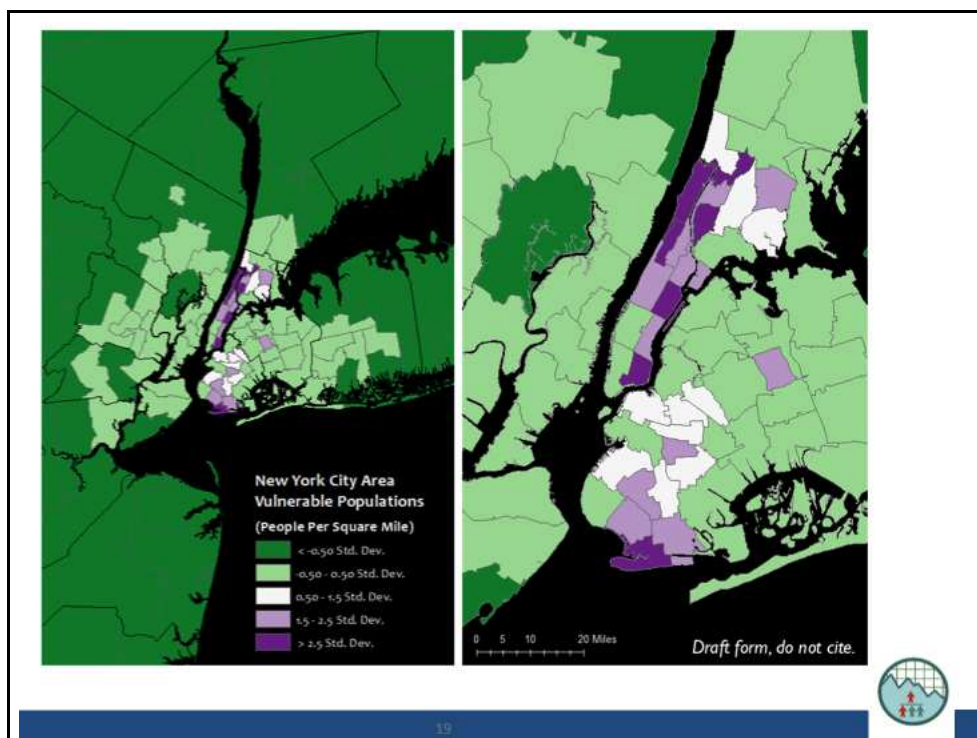 New York City Area
Vulnerable Populations
(People Per Square Mile)
< -0.50 Std. Dev.
-0.50 - 0.50 Std. Dev.
0.50 - 1.5 Std. Dev.
1.5 - 2.5 Std. Dev.
> 2.5 Std. Dev.
0 5 10 20 Miles
Draft form, do not cite.
19